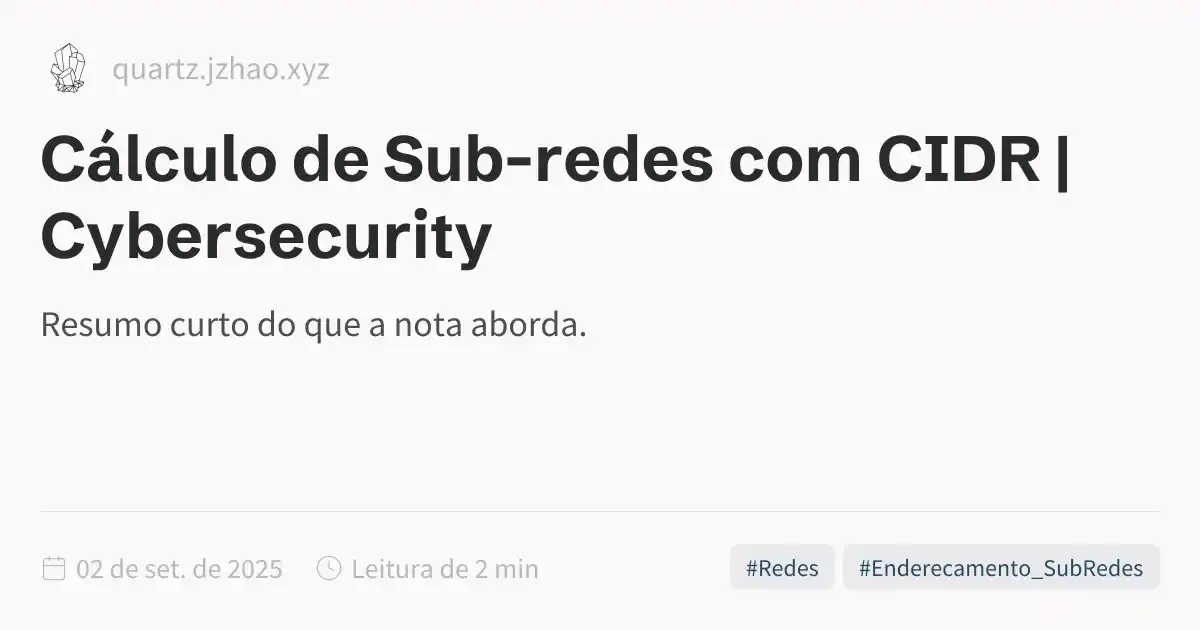 quartz.jzhao.xyz
Cálculo de Sub-redes com CIDR |
Cybersecurity
Resumo curto do que a nota aborda.
02 de set. de 2025 Leitura de 2 min #Redes #Enderecamento_SubRedes